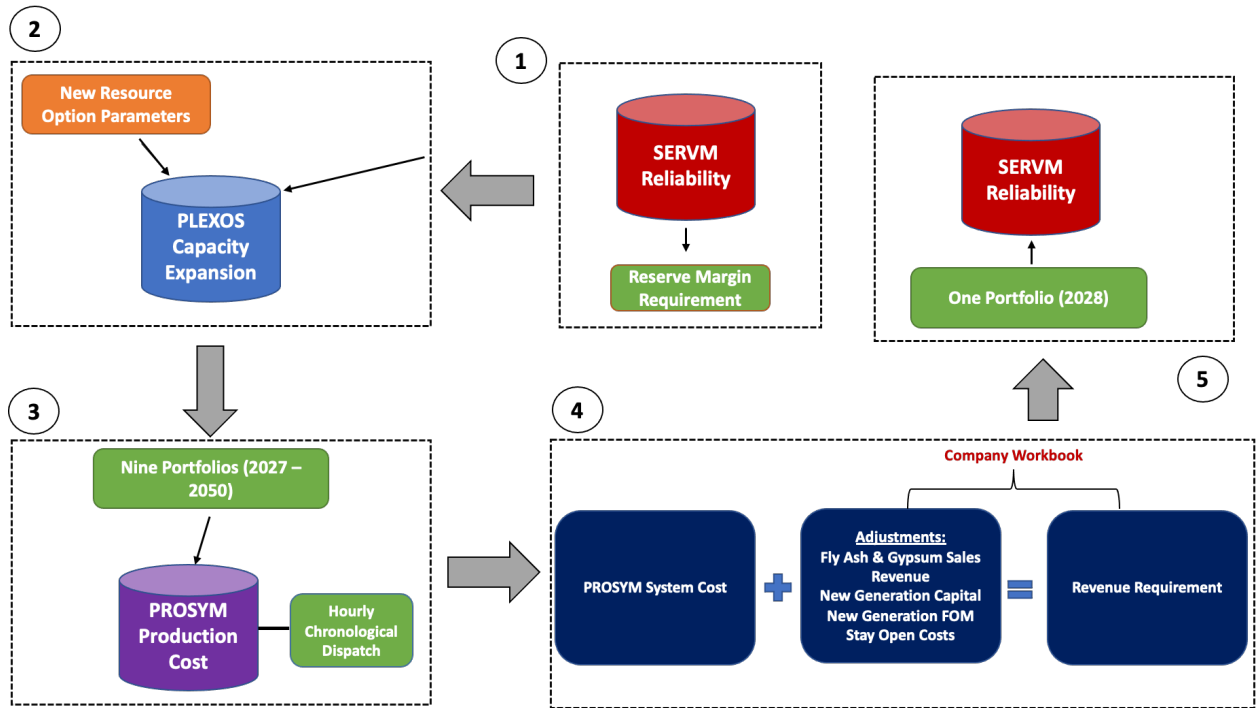 2
New Resource
Option Parameters
PLEXOS
Capacity
Expansion
1
SERVM
Reliability
Reserve Margin
Requirement
SERVM
Reliability
One Portfolio (2028)
5
3
Nine Portfolios (2027 –
2050)
PROSYM
Production
Cost
Hourly
Chronological
Dispatch
4
Company Workbook
PROSYM System Cost
+
Adjustments:
Fly Ash & Gypsum Sales
Revenue
New Generation Capital
New Generation FOM
Stay Open Costs
=
Revenue Requirement